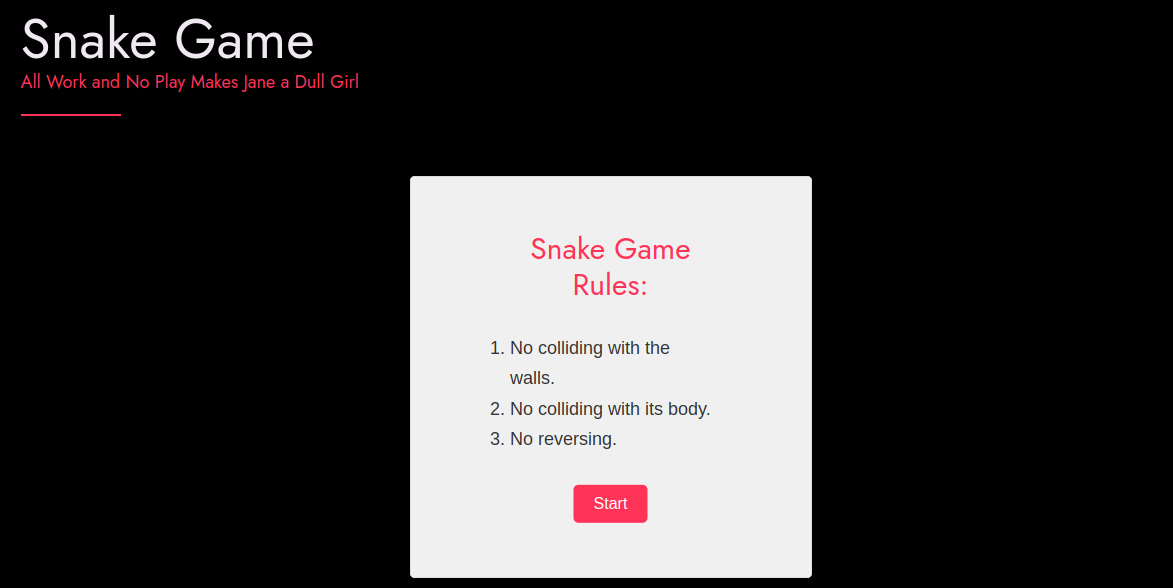 Snake Game
All Work and No Play Makes Jane a Dull Girl
Snake Game
Rules:
1. No colliding with the
walls.
2. No colliding with its body.
3. No reversing.
Start